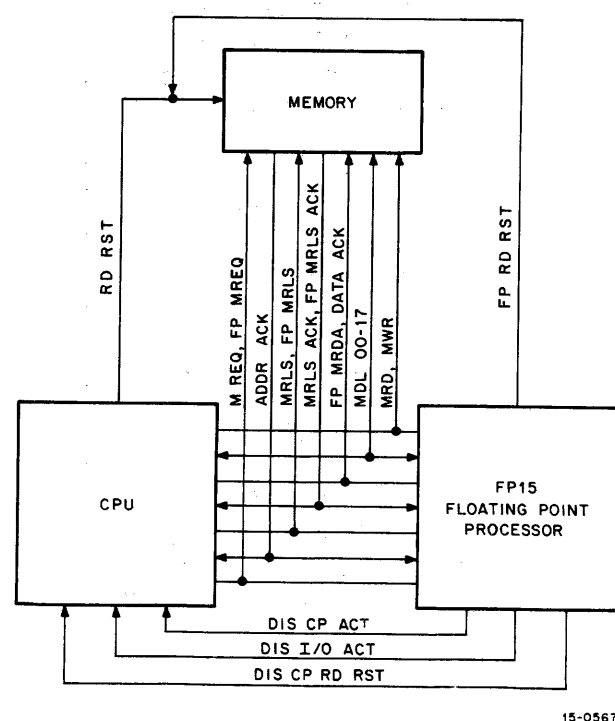 MEMORY
RD RST
M REQ, FP MREQ
ADDR ACK
MRLS, FP MRLS
MRLS ACK, FP MRLS ACK
FP MRDA, DATA ACK
MDL 00-17
MRD, MWR
FP RD RST
CPU
FP15
FLOATING POINT
PROCESSOR
DIS CP ACT
DIS I/O ACT
DIS CP RD RST
15-0567